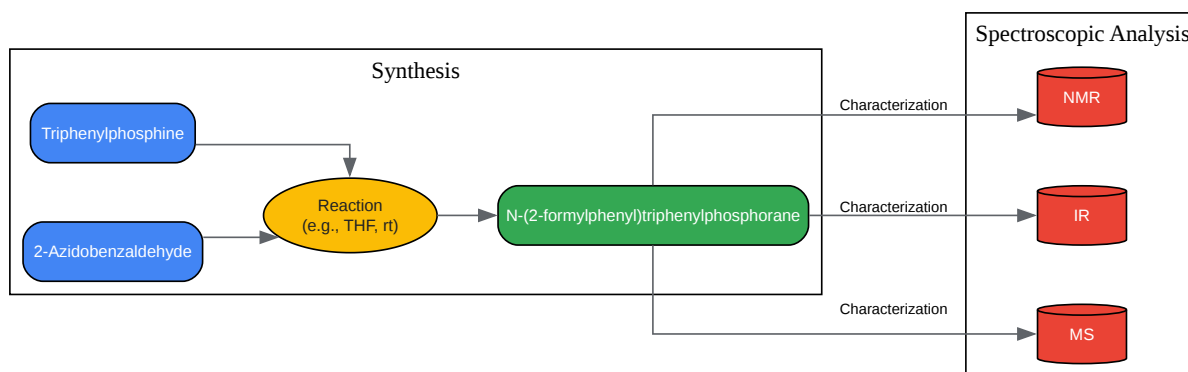 Spectroscopic Analysis
Synthesis
Triphenylphosphine
2-Azidobenzaldehyde
Reaction
(e.g., THF, rt)
N-(2-formylphenyl)triphenylphosphorane
Characterization
NMR
Characterization
IR
Characterization
MS